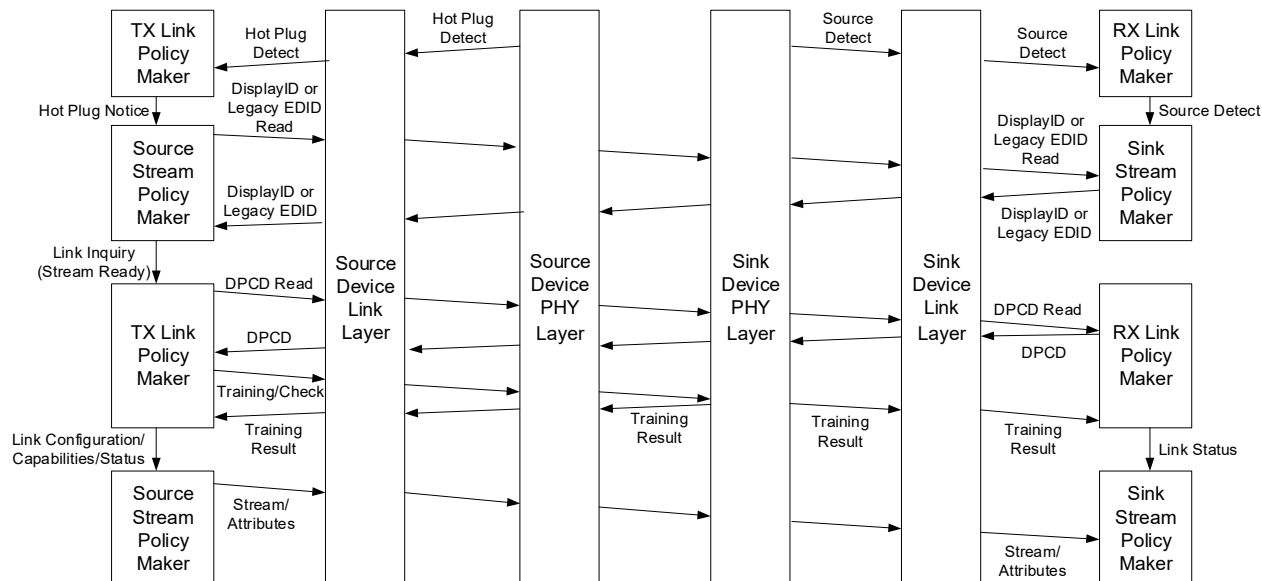 TX Link
Policy
Maker
Hot Plug
Detect
Hot Plug
Detect
Source
Detect
Source
Detect
RX Link
Policy
Maker
Hot Plug Notice
DisplayID or
Legacy EDID
Read
Source Detect
DisplayID or
Legacy EDID
Read
Source
Stream
Policy
Maker
DisplayID or
Legacy EDID
Sink
Stream
Policy
Maker
DisplayID or
Legacy EDID
Link Inquiry
(Stream Ready)
Source
Device
Link
Layer
Source
Device
PHY
Layer
Sink
Device
PHY
Layer
Sink
Device
Link
Layer
DPCD Read
DPCD Read
TX Link
Policy
Maker
DPCD
DPCD
RX Link
Policy
Maker
Training/Check
Training
Result
Training
Result
Training
Result
Training
Result
Link Configuration/
Capabilities/Status
Link Status
Source
Stream
Policy
Maker
Stream/
Attributes
Stream/
Attributes
Sink
Stream
Policy
Maker